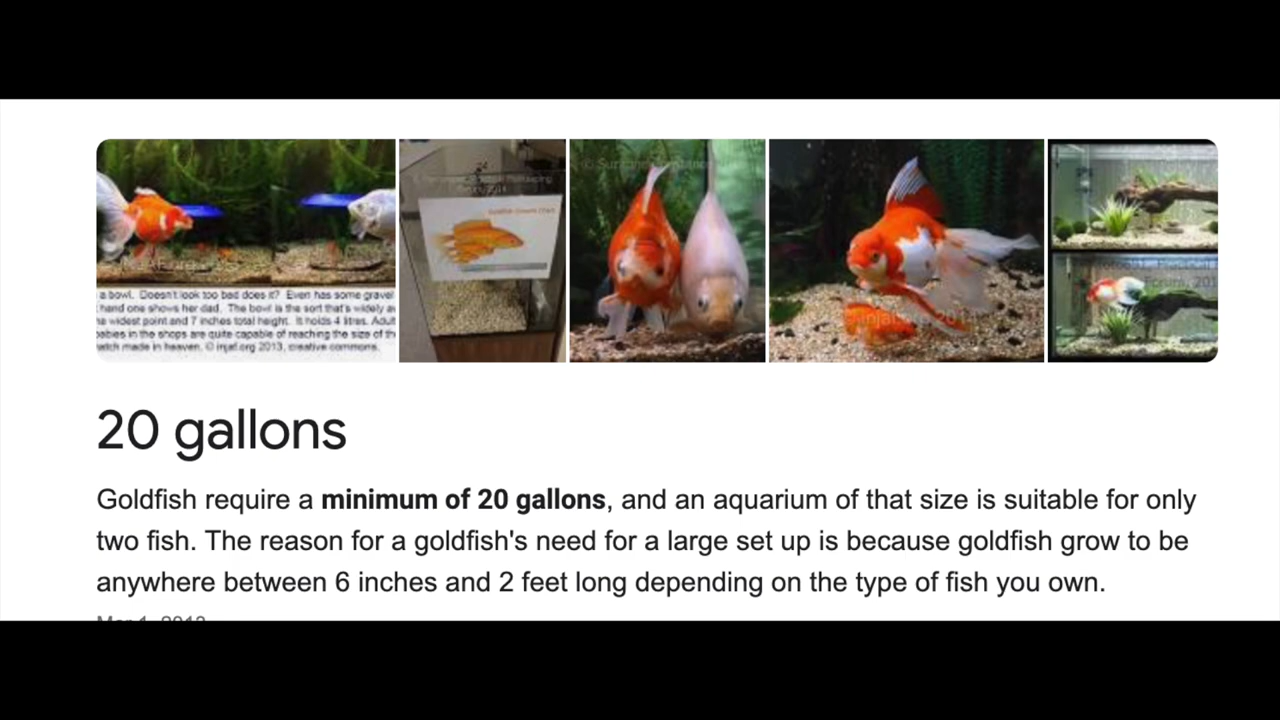 a bowl. Doesn't look too bad does it? Even has some gravel
hand one shows her dad. The bowl is the sort that's widely a
widest point and 7 inches total height. It holds 4 litres. Adult
babies in the shops are quite capable of reaching the size of th
match made in heaven. © injaf.org 2013, creative commons.
20 gallons
Goldfish require a minimum of 20 gallons, and an aquarium of that size is suitable for only
two fish. The reason for a goldfish's need for a large set up is because goldfish grow to be
anywhere between 6 inches and 2 feet long depending on the type of fish you own.
Mar 1, 2013